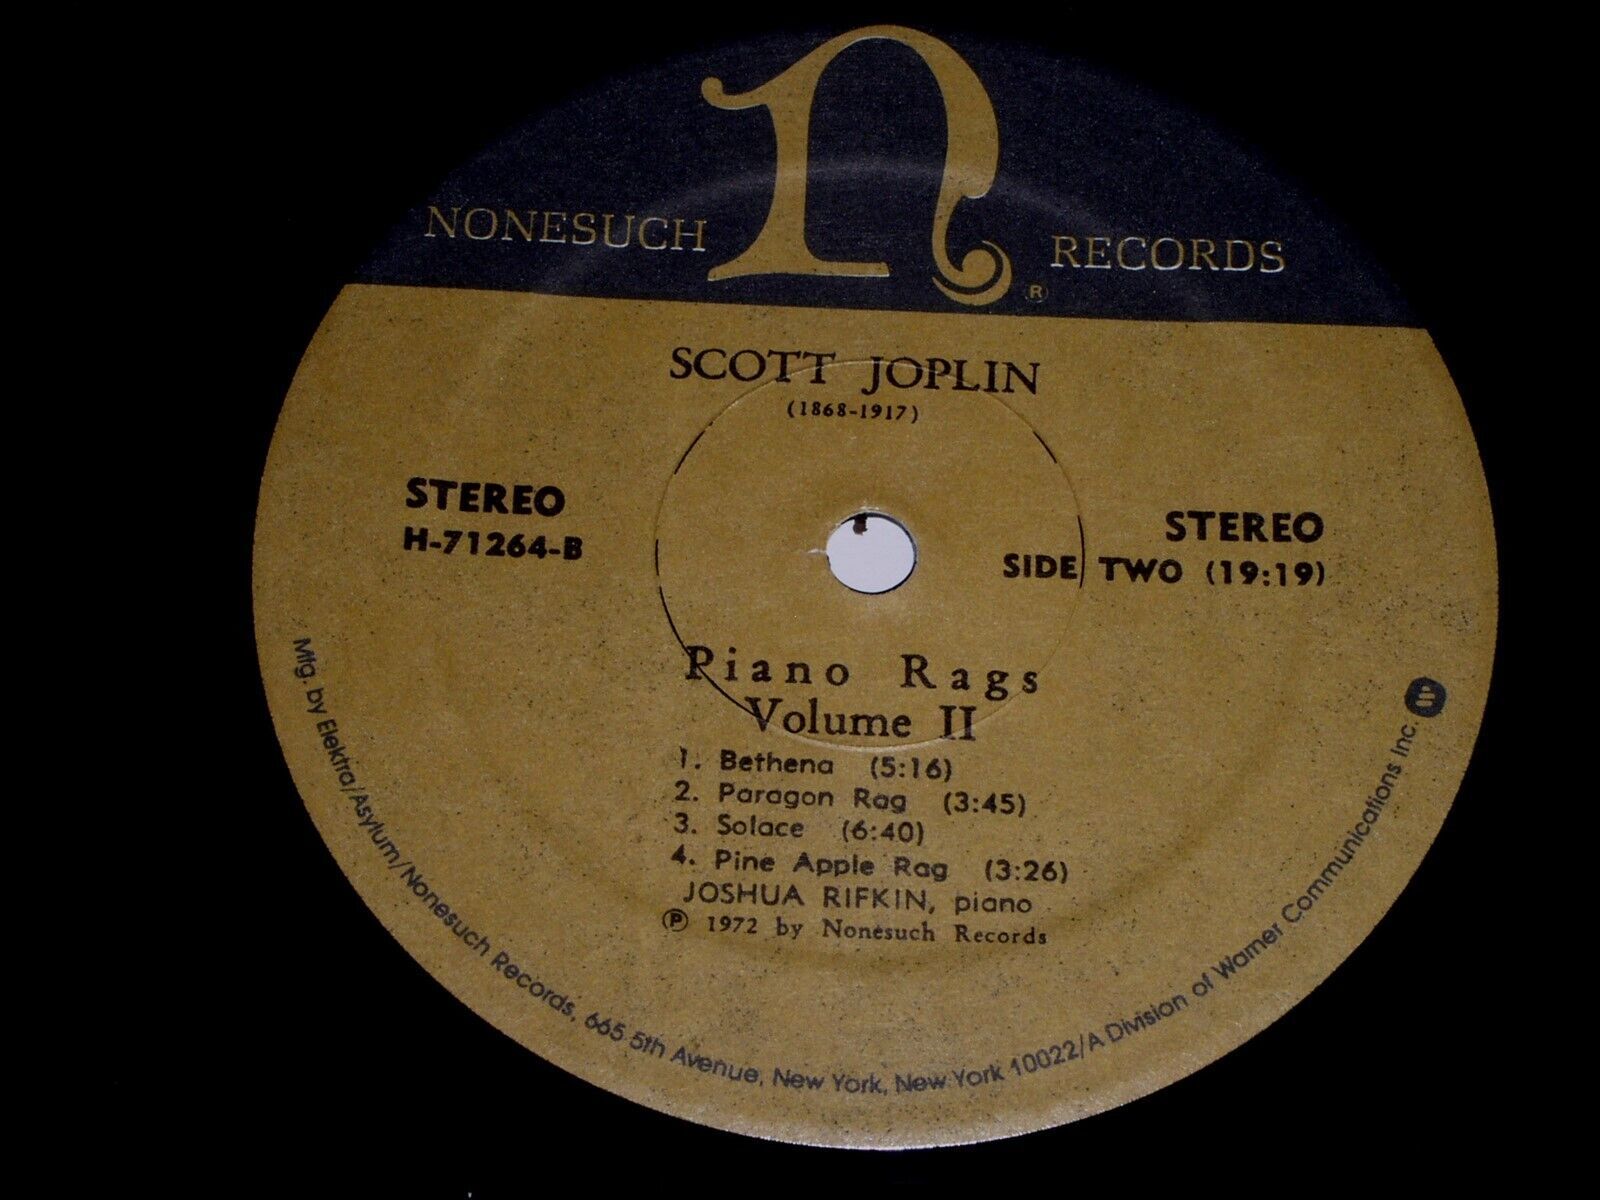 n
NONESUCH RECORDS ®
SCOTT JOPLIN
(1868-1917)
STEREO
H-71264-B
STEREO
SIDE TWO (19:19)
Piano Rags
Volume II
1. Bethena (5:16)
2. Paragon Rag (3:45)
3. Solace (6:40)
4. Pine Apple Rag (3:26)
JOSHUA RIFKIN, piano
℗ 1972 by Nonesuch Records
Mfg. by Elektra/Asylum/Nonesuch Records, 665 5th Avenue, New York, New York 10022/A Division of Warner Communications Inc.